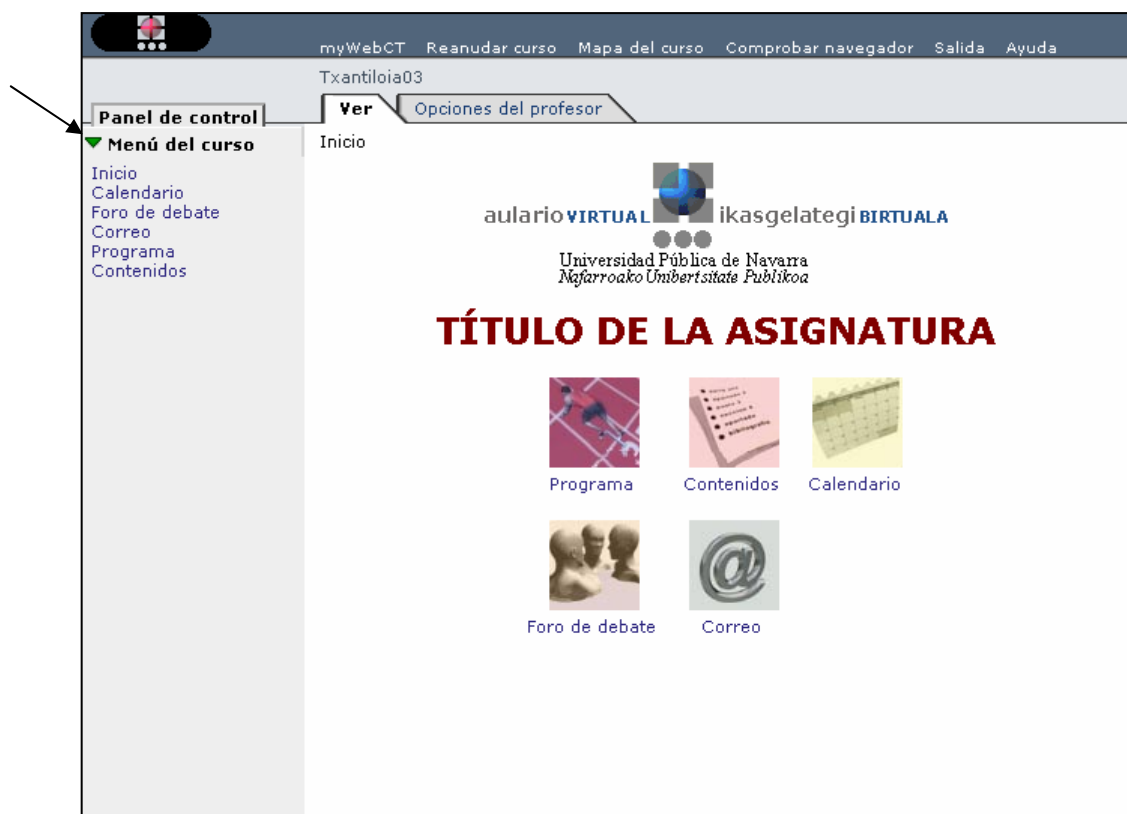 myWebCT Reanudar curso Mapa del curso Comprobar navegador Salida Ayuda
Txantiloia03
Panel de control
Ver Opciones del profesor
Menú del curso
Inicio
Calendario
Foro de debate
Correo
Programa
Contenidos
Inicio
aulario VIRTUAL ikasgelategi BIRTUALA
Universidad Pública de Navarra
Nafarroako Unibertsitate Publikoa
TÍTULO DE LA ASIGNATURA
Programa Contenidos Calendario
Foro de debate Correo